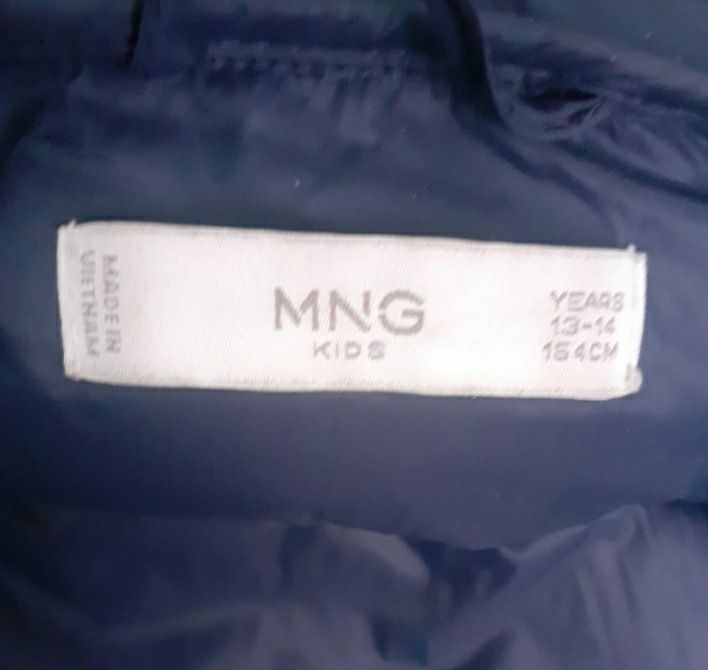 MADE IN
VIETNAM
MNG
KIDS
YEARS
13-14
164CM